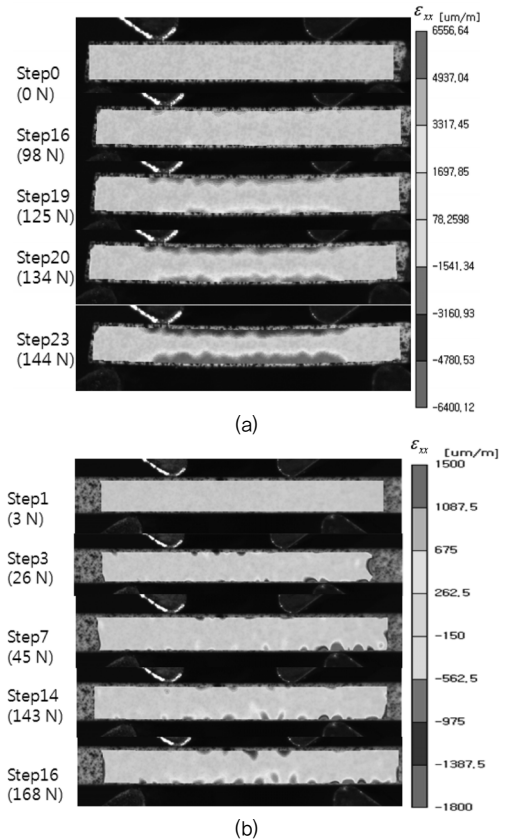 εxx [um/m]
6556,64
Step0
(0 N)
4937,04
Step16
(98 N)
3317,45
1697,85
Step19
(125 N)
78,2598
Step20
(134 N)
-1541,34
-3160,93
Step23
(144 N)
-4780,53
-6400,12
(a)
εxx [um/m]
1500
Step1
(3 N)
1087.5
Step3
(26 N)
675
262.5
Step7
(45 N)
-150
-562.5
Step14
(143 N)
-975
-1387.5
Step16
(168 N)
-1800
(b)